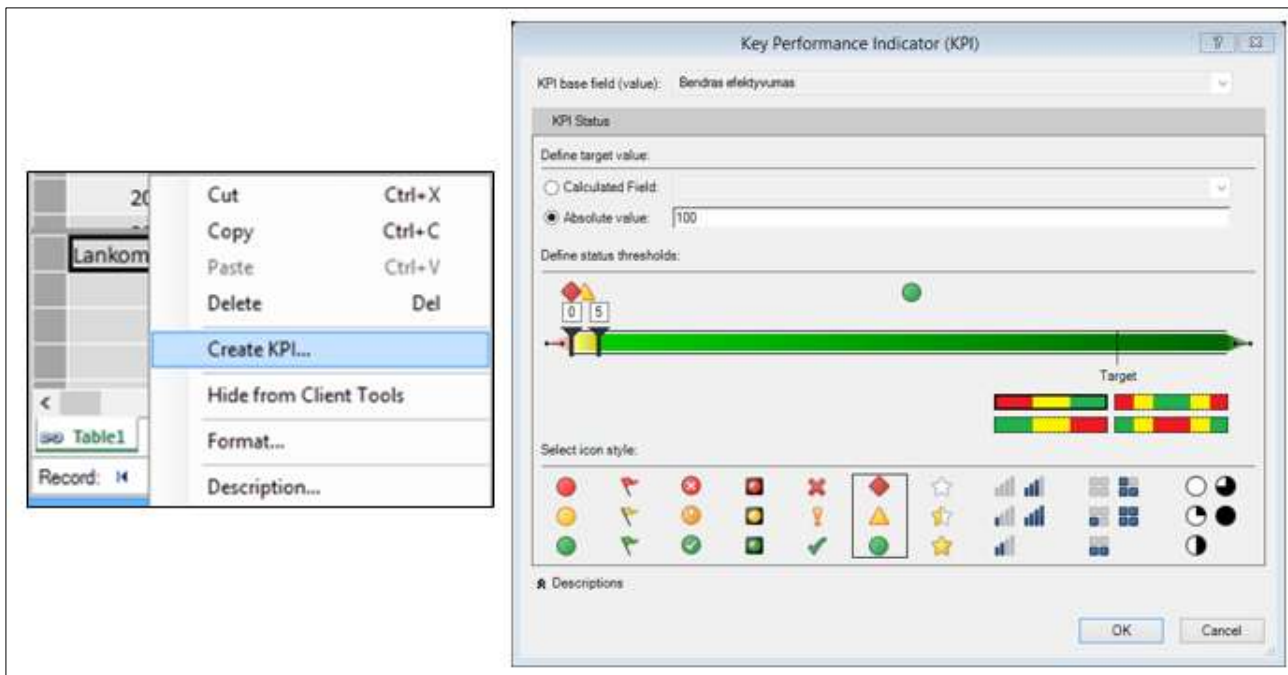 20
Cut Ctrl+X
Copy Ctrl+C
Lankom
Paste Ctrl+V
Delete Del
Create KPI...
Hide from Client Tools
Table1
Format...
Record:
Description...
Key Performance Indicator (KPI)
KPI base field (value): Bendras efektyvumas
KPI Status
Define target value:
Calculated Field:
Absolute value: 100
Define status thresholds:
0 5
Target
Select icon style:
Descriptions
OK Cancel